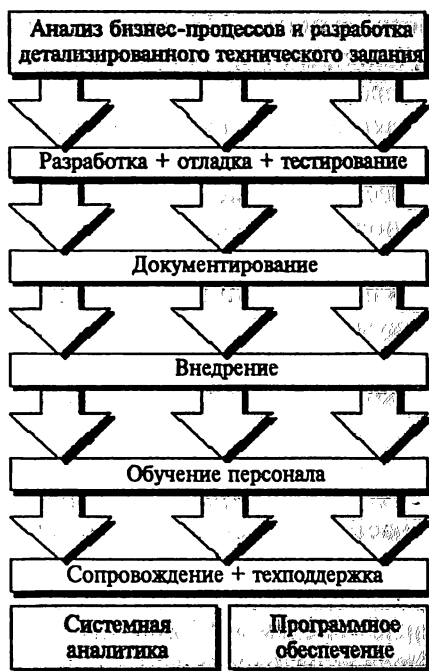 Анализ бизнес-процессов и разработка
детализированного технического задания
Разработка + отладка + тестирование
Документирование
Внедрение
Обучение персонала
Сопровождение + техподдержка
Системная
аналитика
Программное
обеспечение